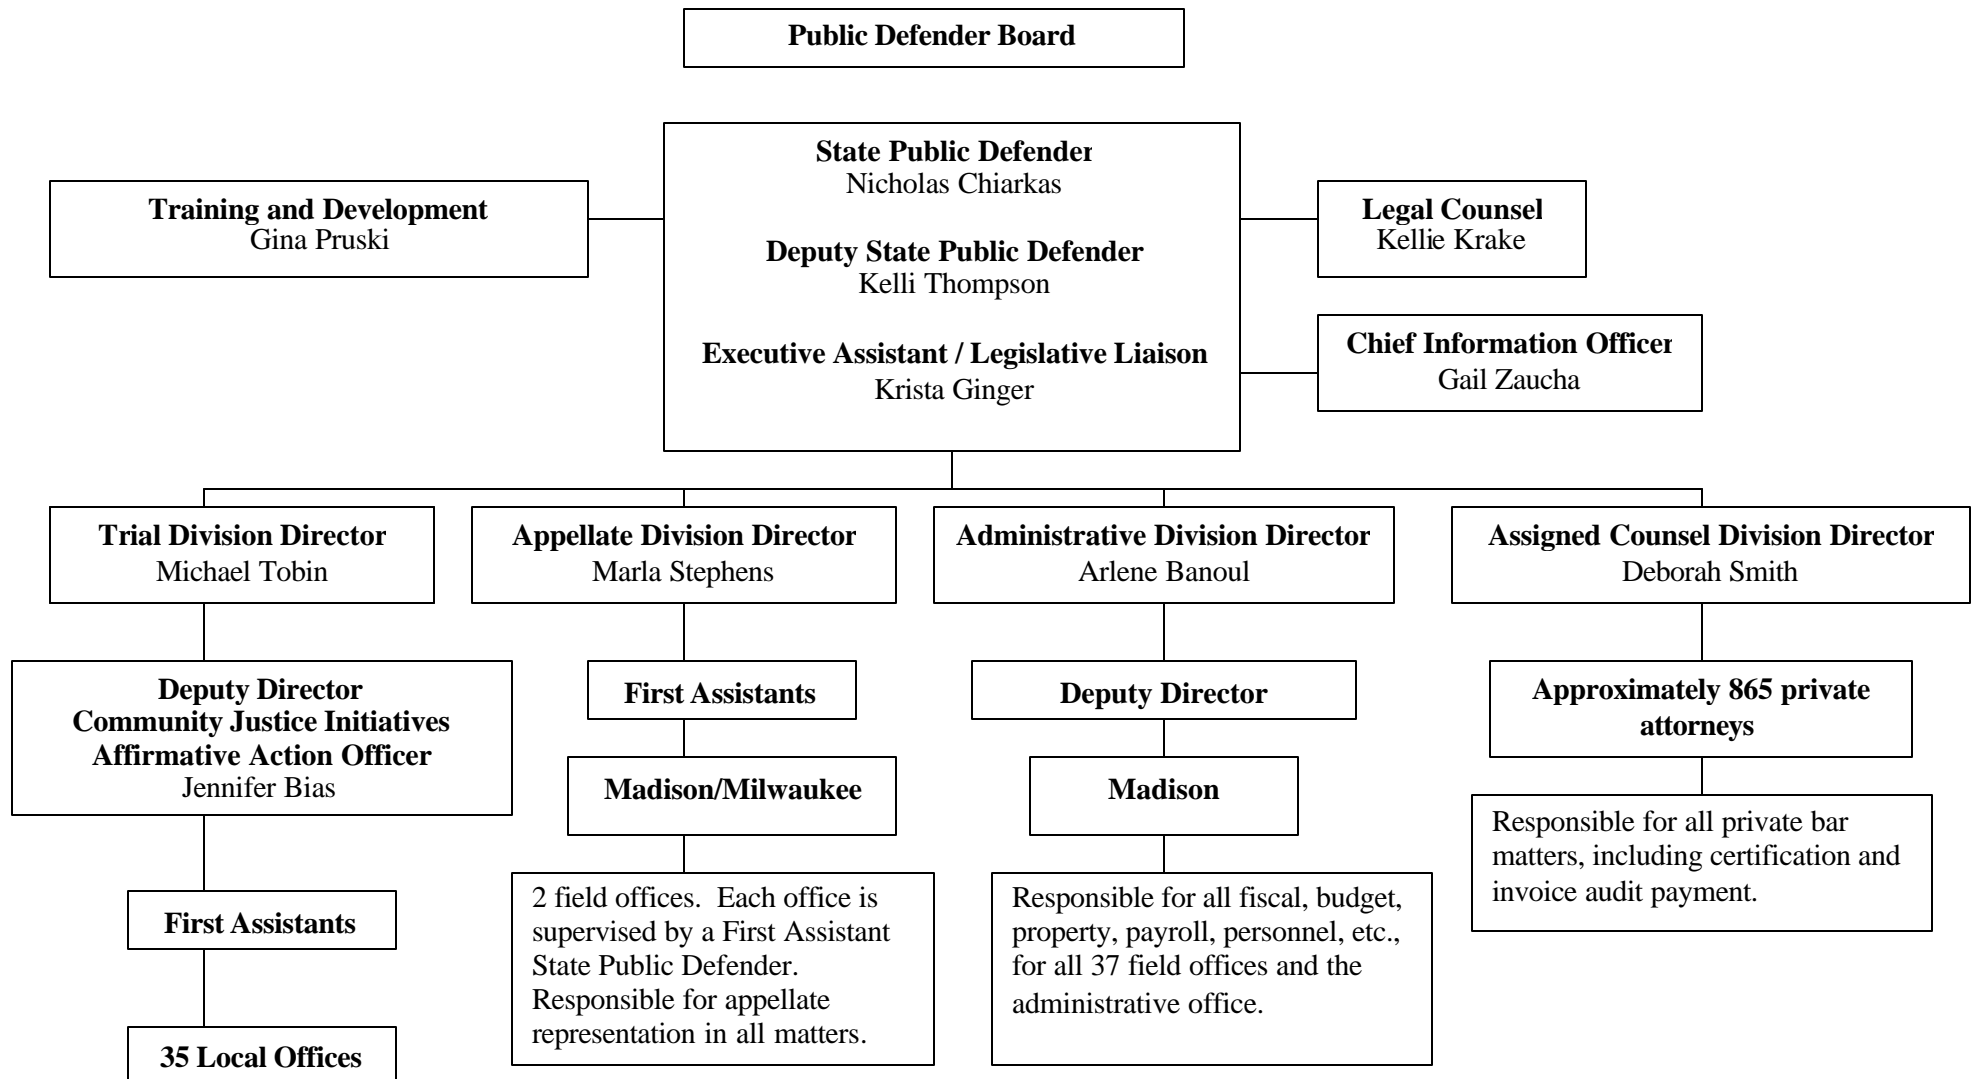 Public Defender Board
State Public Defender
Nicholas Chiarkas
Deputy State Public Defender
Kelli Thompson
Executive Assistant / Legislative Liaison
Krista Ginger
Training and Development
Gina Pruski
Legal Counsel
Kellie Krake
Chief Information Officer
Gail Zaucha
Trial Division Director
Michael Tobin
Deputy Director
Community Justice Initiatives
Affirmative Action Officer
Jennifer Bias
First Assistants
35 Local Offices
Appellate Division Director
Marla Stephens
First Assistants
Madison/Milwaukee
2 field offices. Each office is
supervised by a First Assistant
State Public Defender.
Responsible for appellate
representation in all matters.
Administrative Division Director
Arlene Banoul
Deputy Director
Madison
Responsible for all fiscal, budget,
property, payroll, personnel, etc.,
for all 37 field offices and the
administrative office.
Assigned Counsel Division Director
Deborah Smith
Approximately 865 private
attorneys
Responsible for all private bar
matters, including certification and
invoice audit payment.